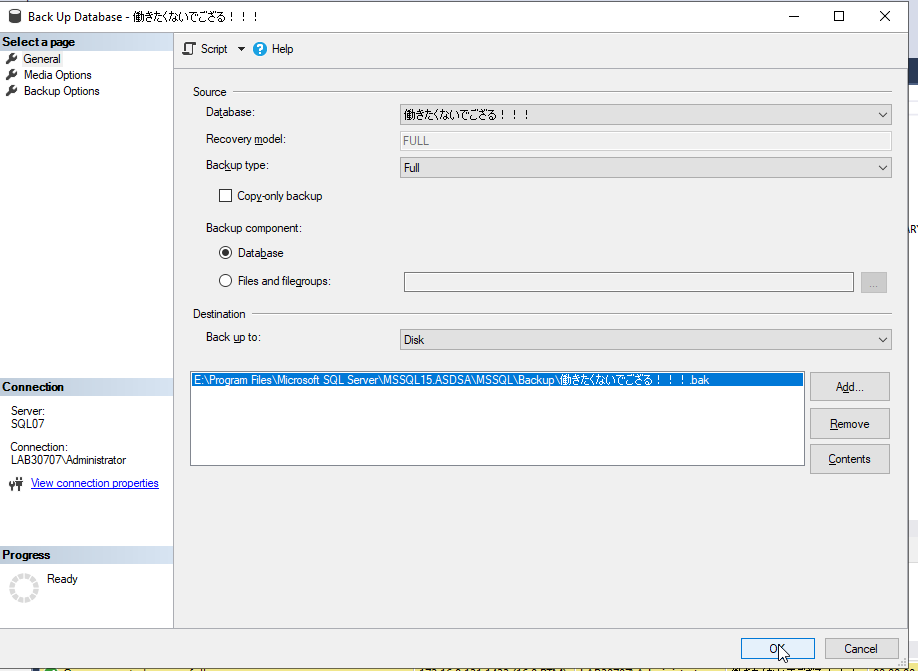 Back Up Database - 働きたくないでござる！！！
Select a page
General
Media Options
Backup Options
Script
Help
Source
Database:
働きたくないでござる！！！
Recovery model:
FULL
Backup type:
Full
Copy-only backup
Backup component:
Database
Files and filegroups:
...
Destination
Back up to:
Disk
E:\Program Files\Microsoft SQL Server\MSSQL15.ASDSA\MSSQL\Backup\働きたくないでござる！！！.bak
Add...
Remove
Contents
Connection
Server:
SQL07
Connection:
LAB30707\Administrator
View connection properties
Progress
Ready
OK
Cancel